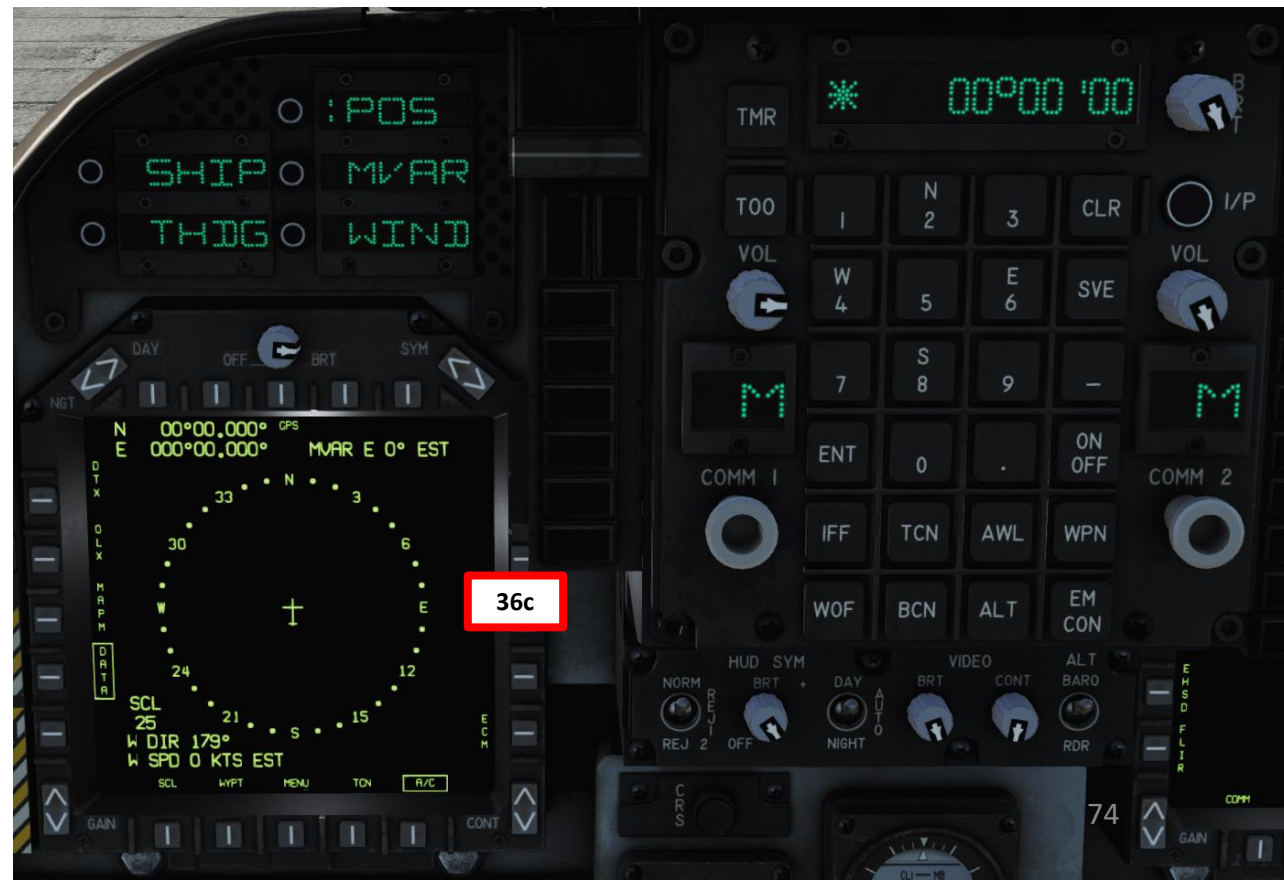 :POS
SHIP MVAR
THDG WIND
TMR
* 00°00'00
BRT
TOO
1
N
2
3
CLR
I/P
VOL
W
4
5
E
6
SVE
VOL
7
S
8
9
–
M
M
ENT
0
.
ON
OFF
COMM 1
COMM 2
IFF
TCN
AWL
WPN
WOF
BCN
ALT
EM
CON
DAY
OFF
BRT
SYM
NGT
N 00°00.000° GPS
E 000°00.000° MVAR E 0° EST
DTX
OLX
MAPM
DATA
N
33
3
30
6
W
E
24
12
21
15
S
36c
SCL
25
W DIR 179°
W SPD 0 KTS EST
ECM
SCL WYPT MENU TCN A/C
GAIN
CONT
HUD SYM
VIDEO
ALT
NORM
BRT
+
DAY
BRT
CONT
BARO
REJ 1
AUTO
REJ 2
OFF
NIGHT
RDR
CRS
EHSD
FLIR
COMM
74
GAIN